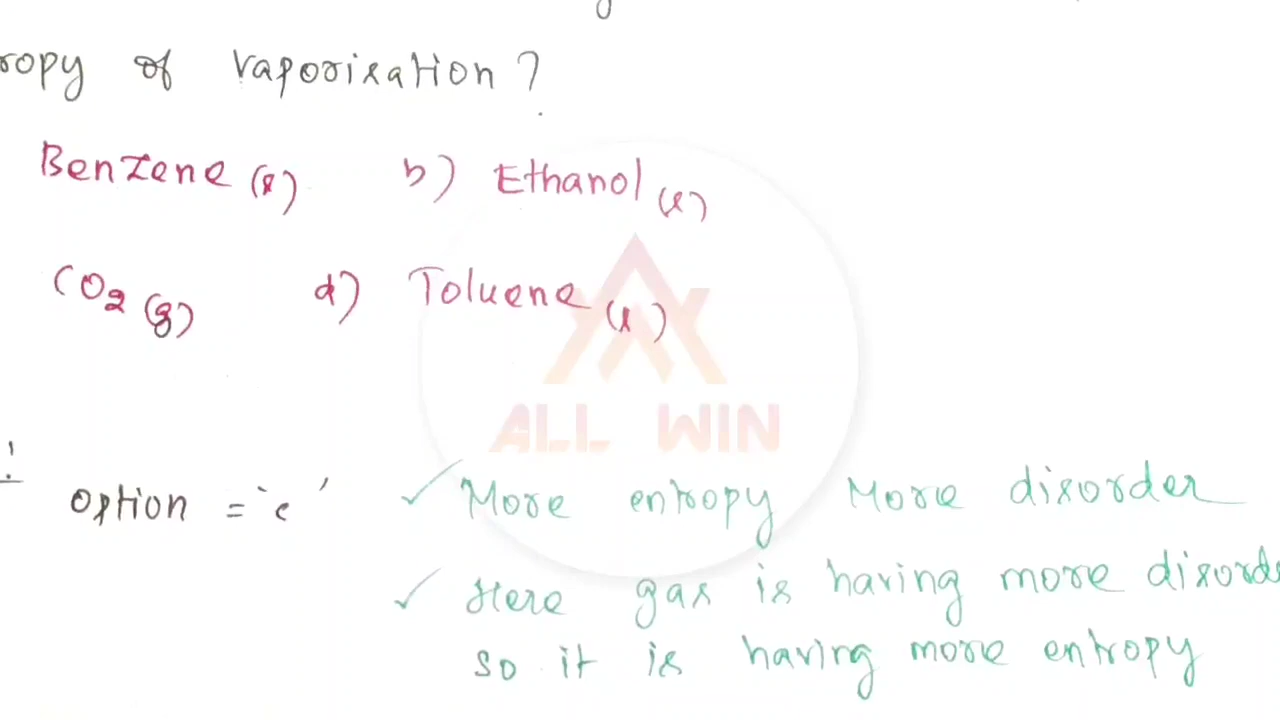 ropy of vaporisation?
Benzene (l) b) Ethanol (l)
CO2 (g) d) Toluene (l)
ALL WIN
∴ option = 'c' ✓ More entropy More disorder
✓ Here gas is having more disorde
so it is having more entropy